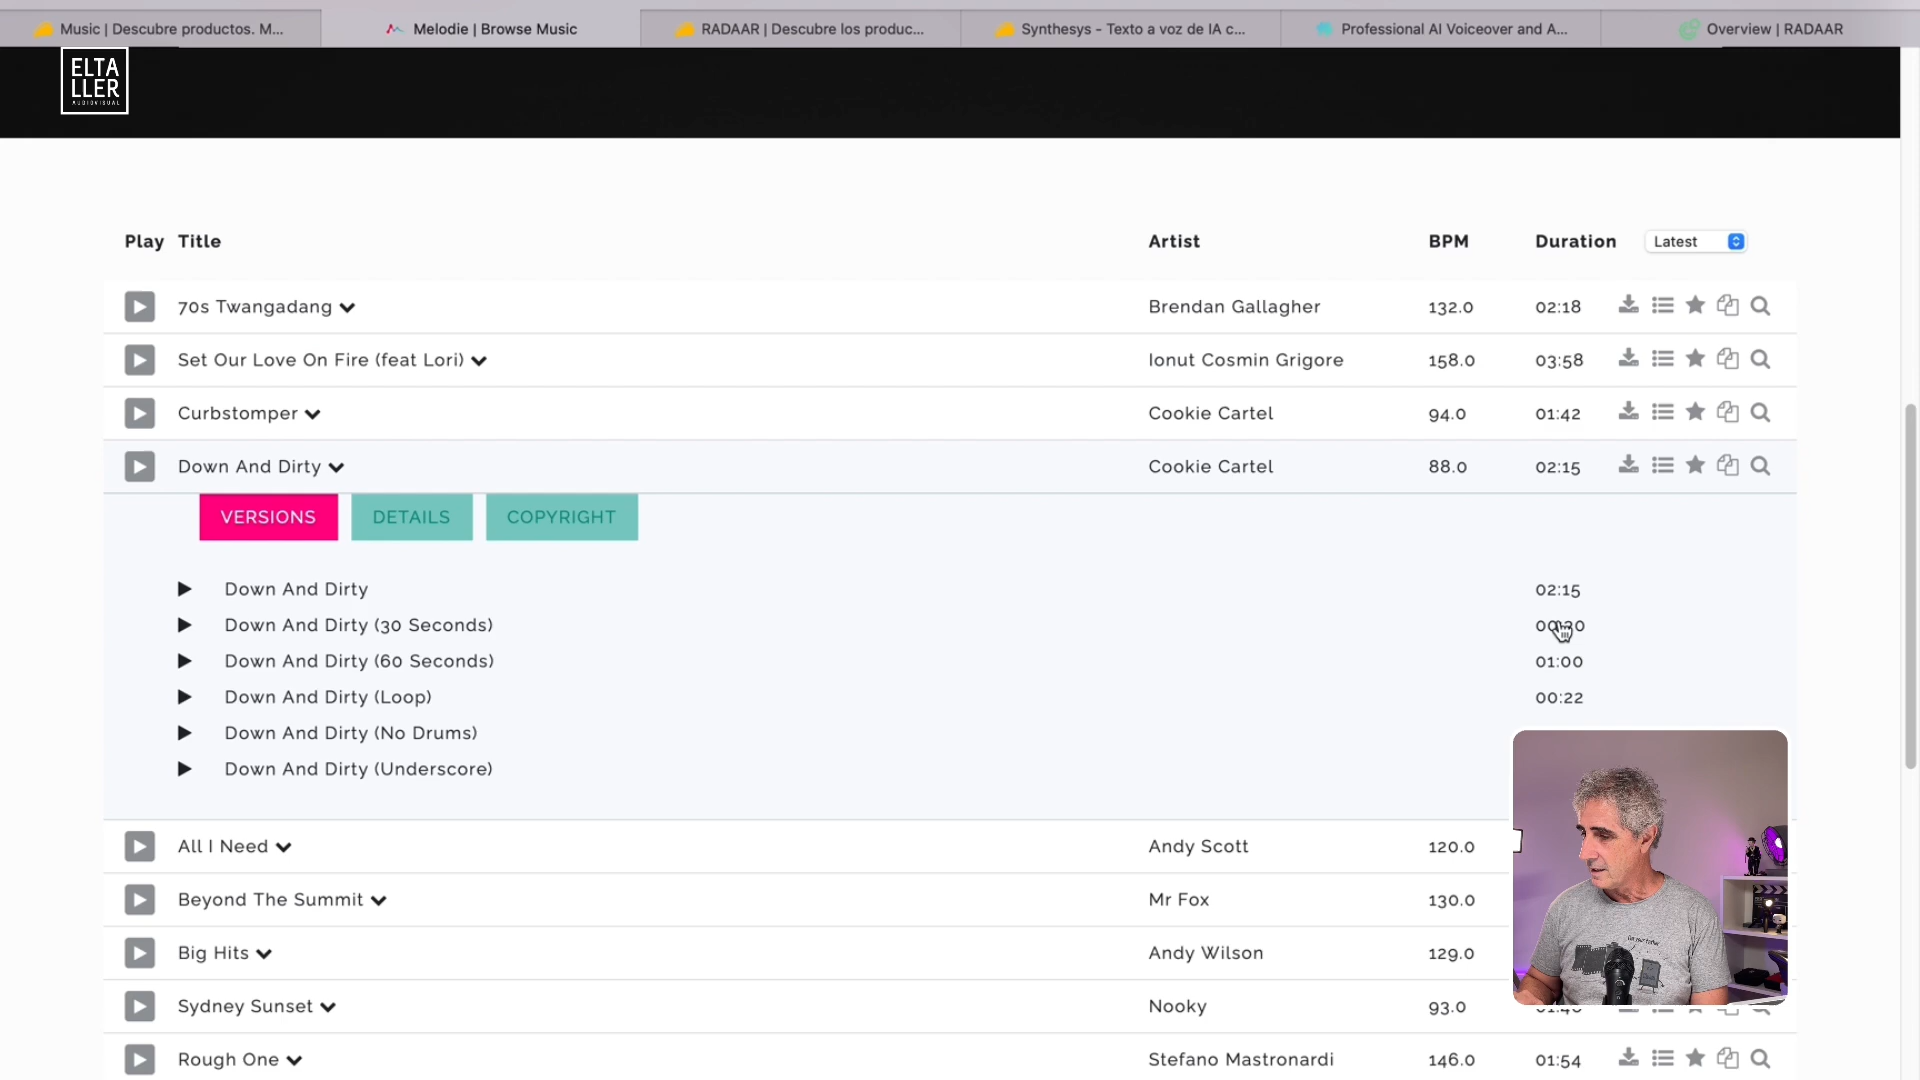 Music | Descubre productos. M...
Melodie | Browse Music
RADAAR | Descubre los produc...
Synthesys - Texto a voz de IA c...
Professional AI Voiceover and A...
Overview | RADAAR
ELTA
LLER
AUDIOVISUAL
Play Title Artist BPM Duration Latest
70s Twangadang Brendan Gallagher 132.0 02:18
Set Our Love On Fire (feat Lori) Ionut Cosmin Grigore 158.0 03:58
Curbstomper Cookie Cartel 94.0 01:42
Down And Dirty Cookie Cartel 88.0 02:15
VERSIONS DETAILS COPYRIGHT
Down And Dirty 02:15
Down And Dirty (30 Seconds)
Down And Dirty (60 Seconds) 01:00
Down And Dirty (Loop) 00:22
Down And Dirty (No Drums)
Down And Dirty (Underscore)
All I Need Andy Scott 120.0
Beyond The Summit Mr Fox 130.0
Big Hits Andy Wilson 129.0
Sydney Sunset Nooky 93.0
Rough One Stefano Mastronardi 146.0 01:54